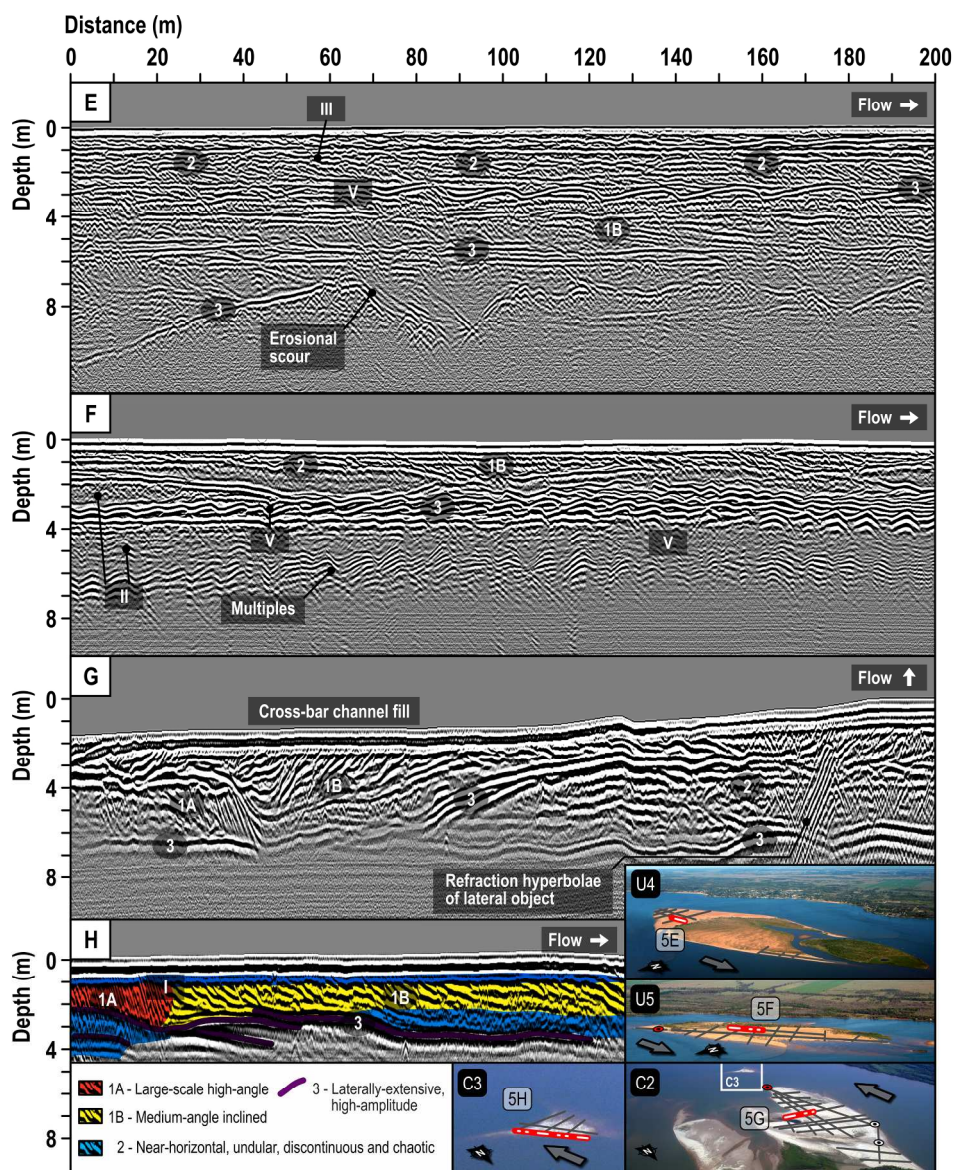 Distance (m)
0 20 40 60 80 100 120 140 160 180 200
E
Flow
III
Depth (m)
0
4
8
2
2
2
3
V
1B
3
3
Erosional
scour
F
Flow
Depth (m)
0
4
8
2
1B
3
V
V
II
Multiples
G
Flow
Cross-bar channel fill
Depth (m)
0
4
8
1A
1B
3
2
3
3
Refraction hyperbolae
of lateral object
U4
5E
N
H
Flow
Depth (m)
0
4
8
1A
I
1B
3
U5
5F
N
1A - Large-scale high-angle
1B - Medium-angle inclined
2 - Near-horizontal, undular, discontinuous and chaotic
3 - Laterally-extensive,
high-amplitude
C3
5H
N
C2
C3
5G
N